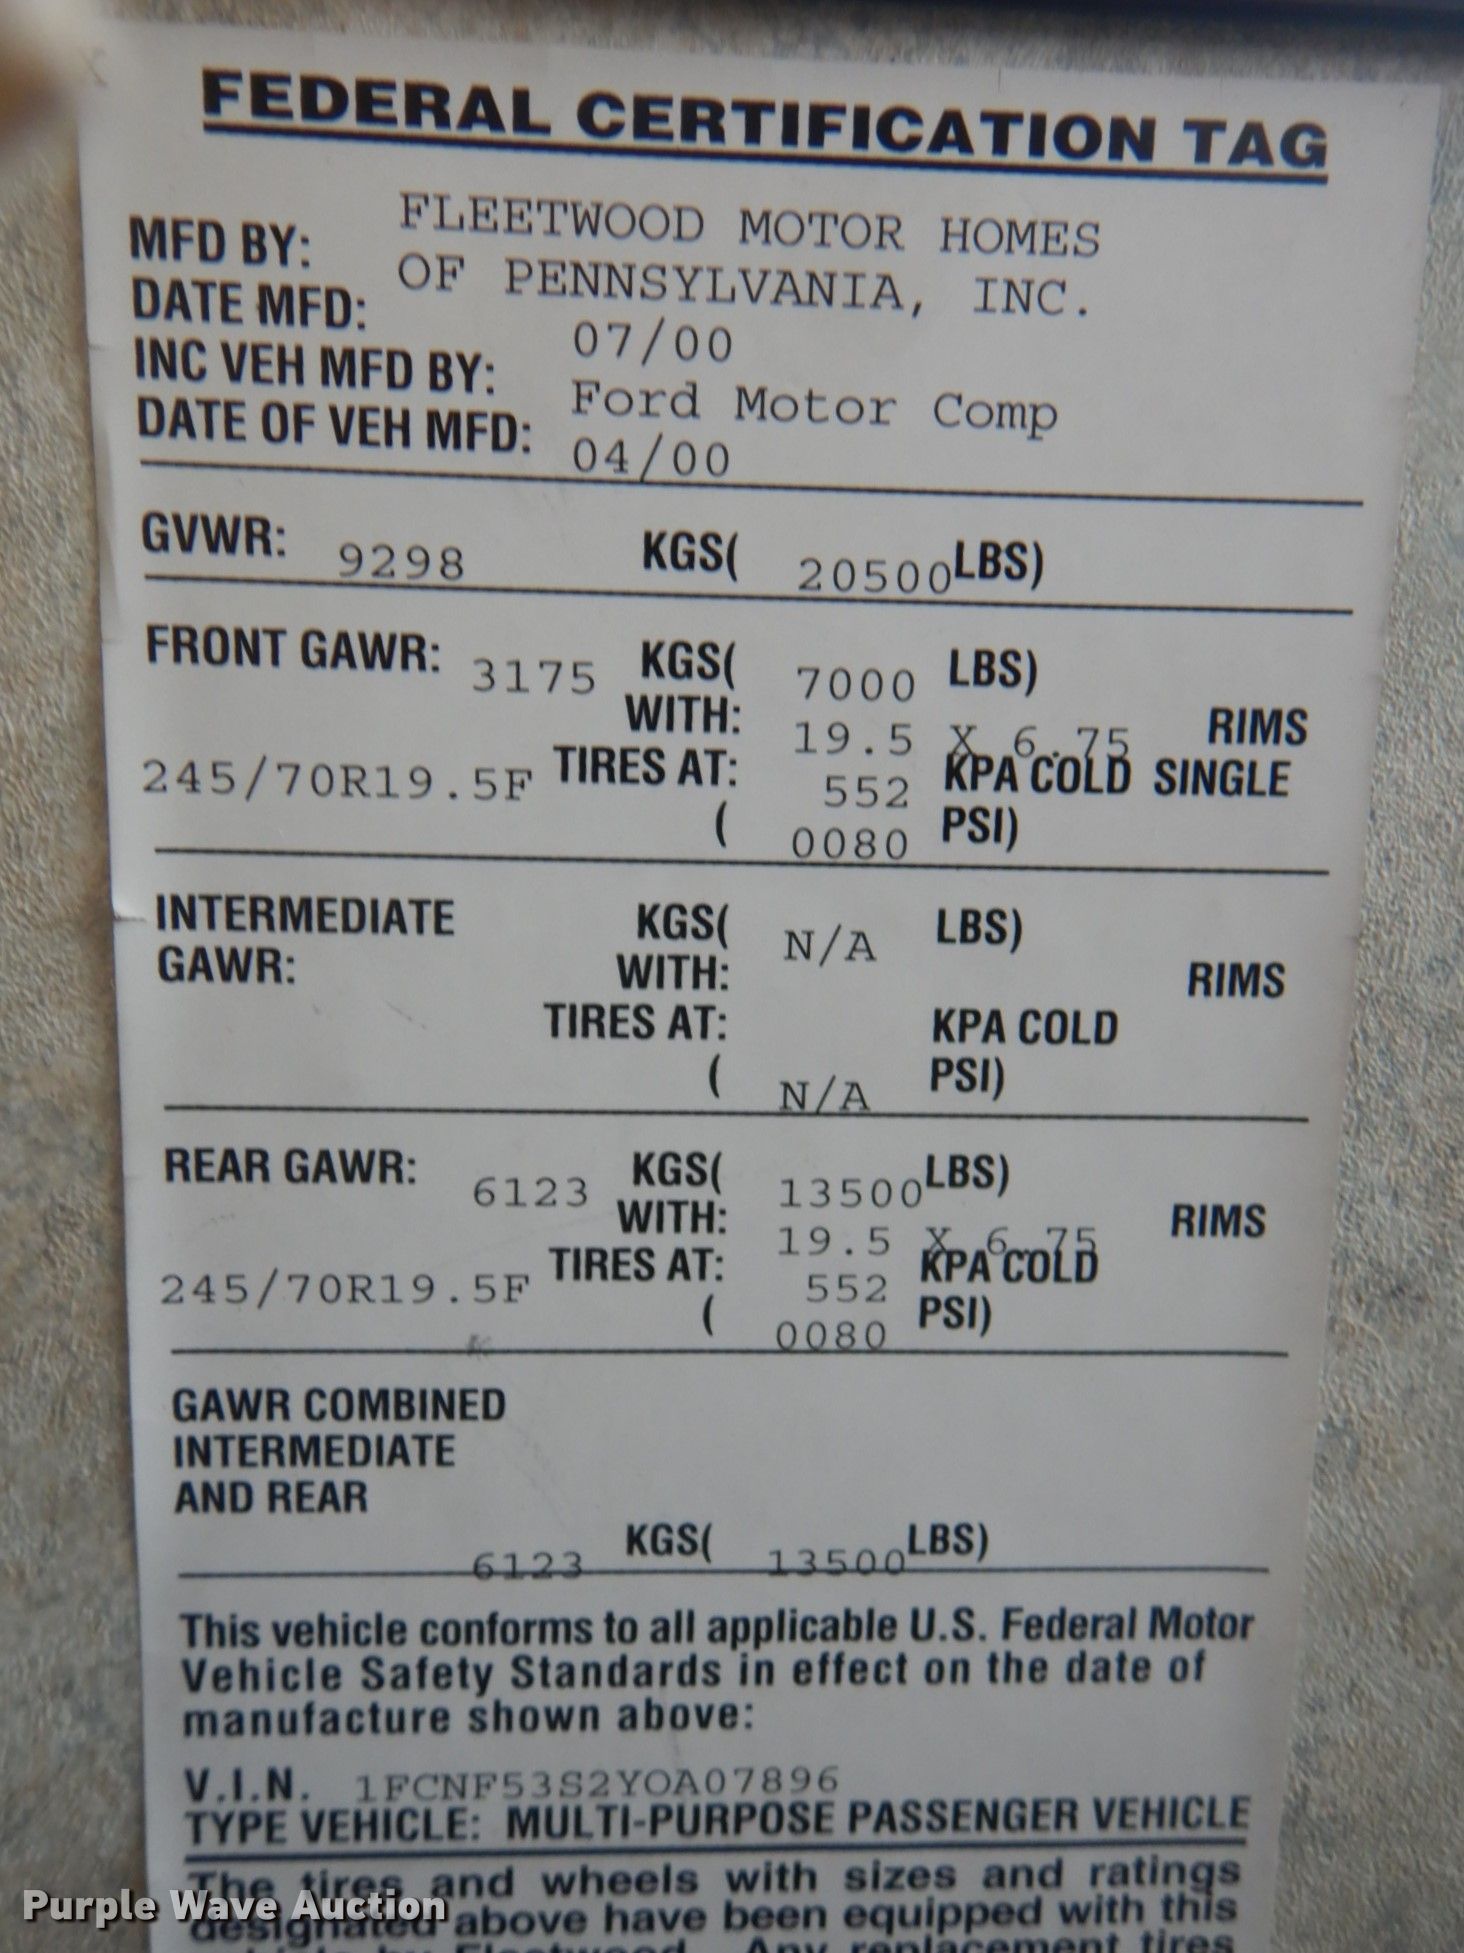 FEDERAL CERTIFICATION TAG
MFD BY: FLEETWOOD MOTOR HOMES
OF PENNSYLVANIA, INC.
DATE MFD: 07/00
INC VEH MFD BY: Ford Motor Comp
DATE OF VEH MFD: 04/00
GVWR: 9298 KGS( 20500 LBS)
FRONT GAWR: 3175 KGS( 7000 LBS)
WITH: 19.5 X 6.75 RIMS
245/70R19.5F TIRES AT: 552 KPA COLD SINGLE
( 0080 PSI)
INTERMEDIATE KGS( N/A LBS)
GAWR: WITH: RIMS
TIRES AT: KPA COLD
( N/A PSI)
REAR GAWR: 6123 KGS( 13500 LBS)
WITH: 19.5 X 6.75 RIMS
245/70R19.5F TIRES AT: 552 KPA COLD
( 0080 PSI)
GAWR COMBINED
INTERMEDIATE
AND REAR
6123 KGS( 13500 LBS)
This vehicle conforms to all applicable U.S. Federal Motor
Vehicle Safety Standards in effect on the date of
manufacture shown above:
V.I.N. 1FCNF53S2YOA07896
TYPE VEHICLE: MULTI-PURPOSE PASSENGER VEHICLE
The tires and wheels with sizes and ratings
designated above have been equipped with this
by Fleetwood. Any replacement tires
Purple Wave Auction